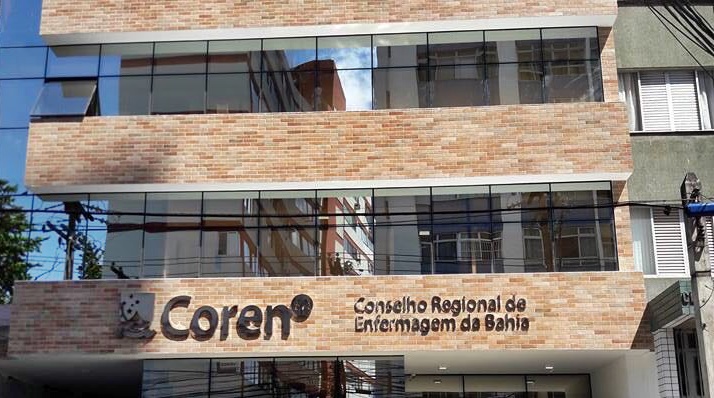 Coren
Conselho Regional de
Enfermagem da Bahia